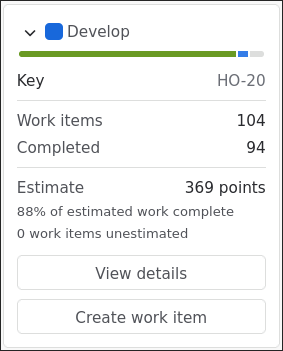 Develop
Key HO-20
Work items 104
Completed 94
Estimate 369 points
88% of estimated work complete
0 work items unestimated
View details
Create work item